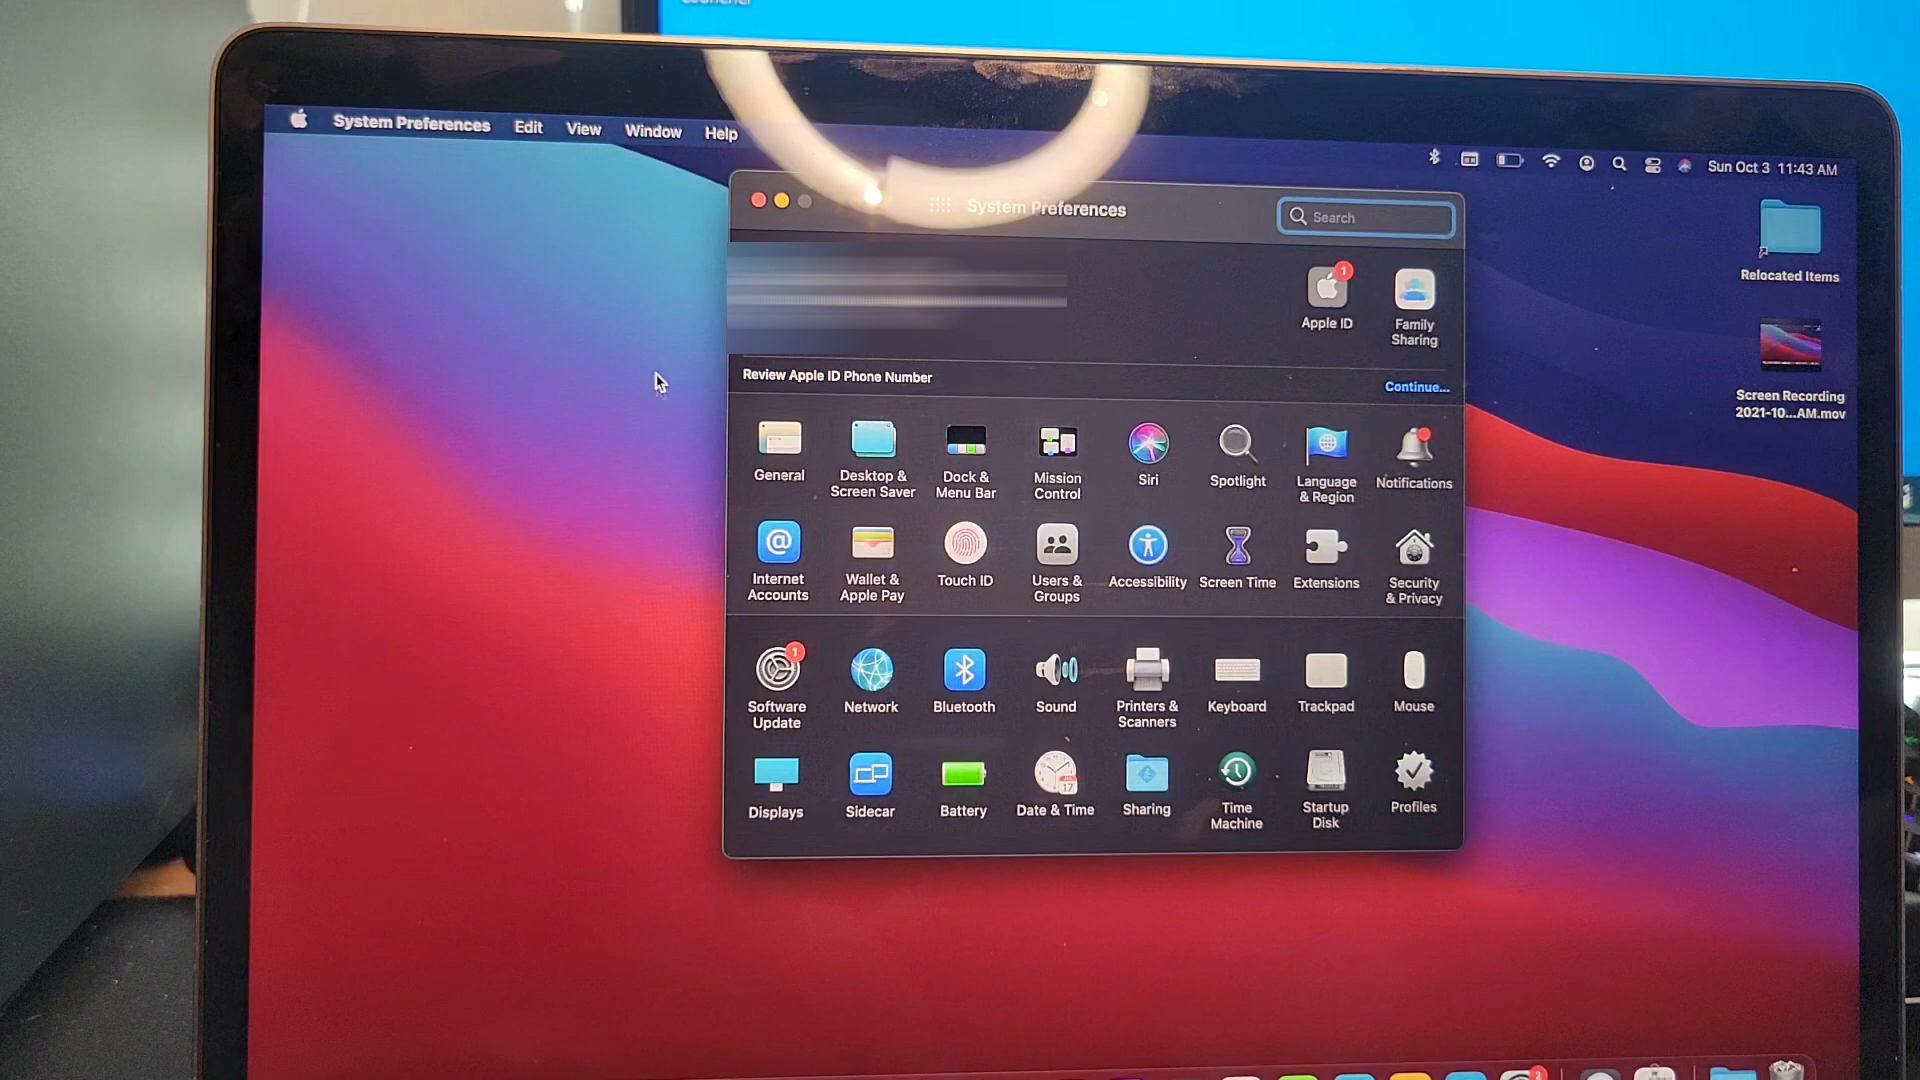 System Preferences Edit View Window Help
Sun Oct 3 11:43 AM
System Preferences
Search
Relocated Items
Screen Recording
2021-10...AM.mov
1
Apple ID
Family
Sharing
Review Apple ID Phone Number
Continue...
General
Desktop &
Screen Saver
Dock &
Menu Bar
Mission
Control
Siri
Spotlight
Language
& Region
Notifications
@
Internet
Accounts
Wallet &
Apple Pay
Touch ID
Users &
Groups
Accessibility
Screen Time
Extensions
Security
& Privacy
1
Software
Update
Network
Bluetooth
Sound
Printers &
Scanners
Keyboard
Trackpad
Mouse
Displays
Sidecar
Battery
17
Date & Time
Sharing
Time
Machine
Startup
Disk
Profiles
2